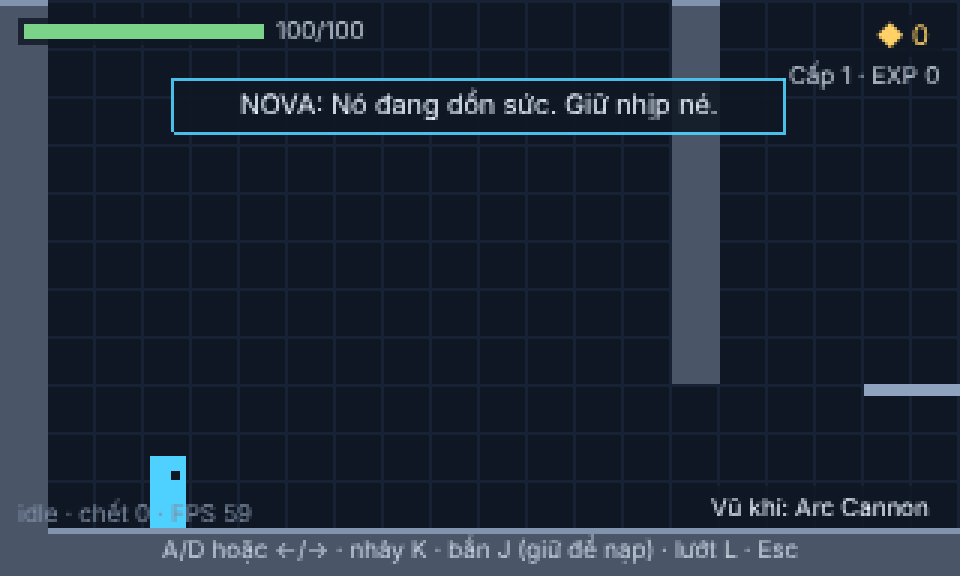 100/100
0
Cấp 1 · EXP 0
NOVA: Nó đang dồn sức. Giữ nhịp né.
idle · chết 0 · FPS 59
Vũ khí: Arc Cannon
A/D hoặc ←/→ · nhảy K · bắn J (giữ để nạp) · lướt L · Esc